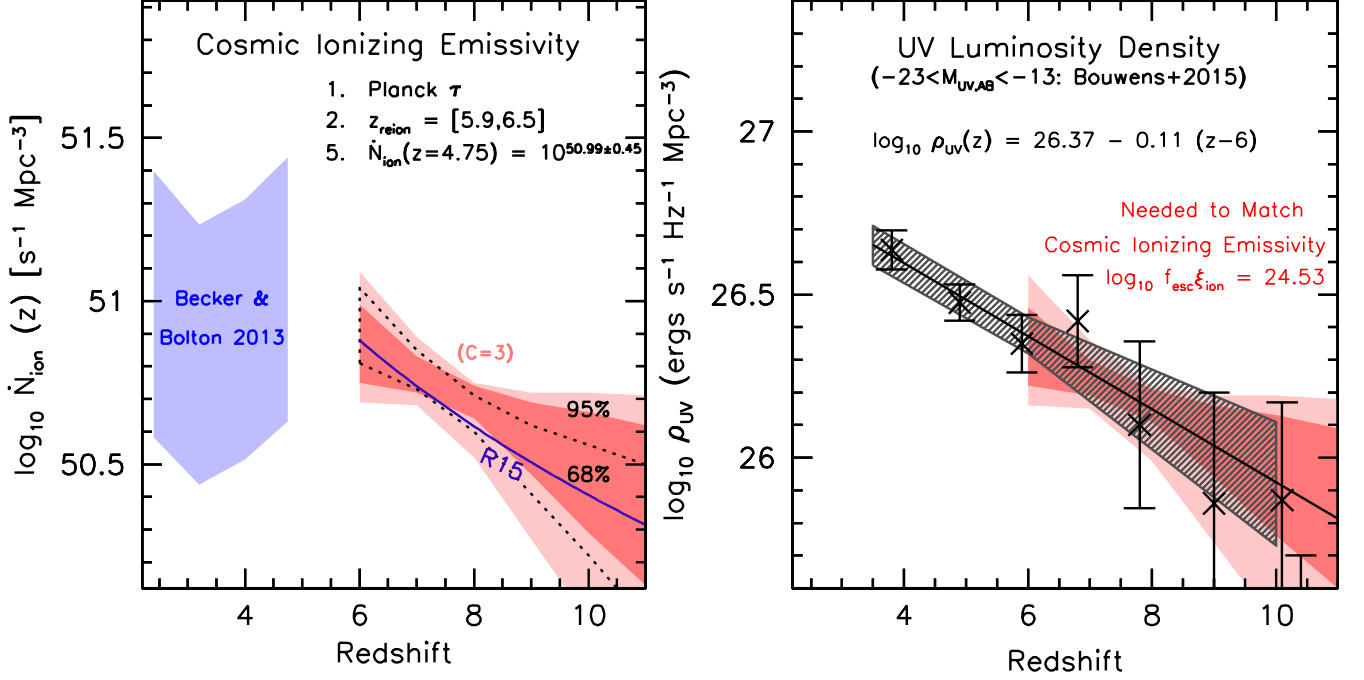 Cosmic Ionizing Emissivity
1. Planck τ
2. z_reion = [5.9,6.5]
5. Ṅ_ion(z=4.75) = 10^50.99±0.45
Becker &
Bolton 2013
(C=3)
95%
68%
R15
log₁₀ Ṅ_ion (z) [s⁻¹ Mpc⁻³]
51.5
51
50.5
4 6 8 10
Redshift
UV Luminosity Density
(−23<M_UV,AB<−13: Bouwens+2015)
log₁₀ ρ_UV(z) = 26.37 − 0.11 (z−6)
Needed to Match
Cosmic Ionizing Emissivity
log₁₀ f_esc ξ_ion = 24.53
log₁₀ ρ_UV (ergs s⁻¹ Hz⁻¹ Mpc⁻³)
27
26.5
26
4 6 8 10
Redshift